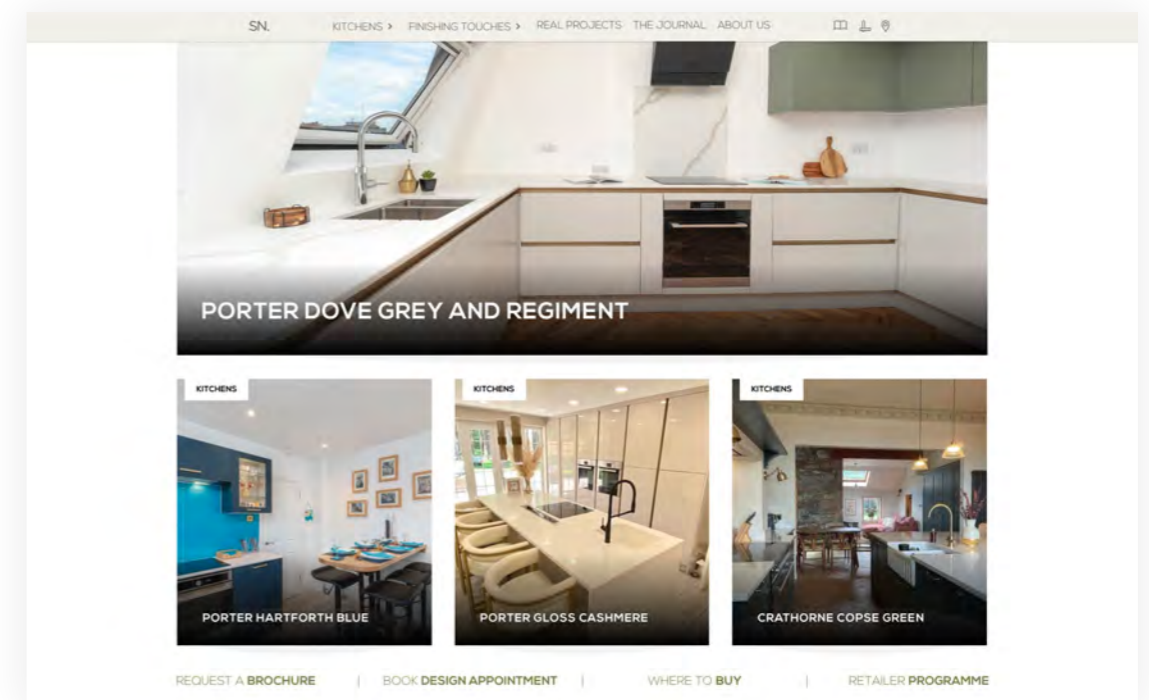 SN. KITCHENS > FINISHING TOUCHES > REAL PROJECTS THE JOURNAL ABOUT US
PORTER DOVE GREY AND REGIMENT
KITCHENS KITCHENS KITCHENS
PORTER HARTFORTH BLUE PORTER GLOSS CASHMERE CRATHORNE COPSE GREEN
REQUEST A BROCHURE | BOOK DESIGN APPOINTMENT | WHERE TO BUY | RETAILER PROGRAMME